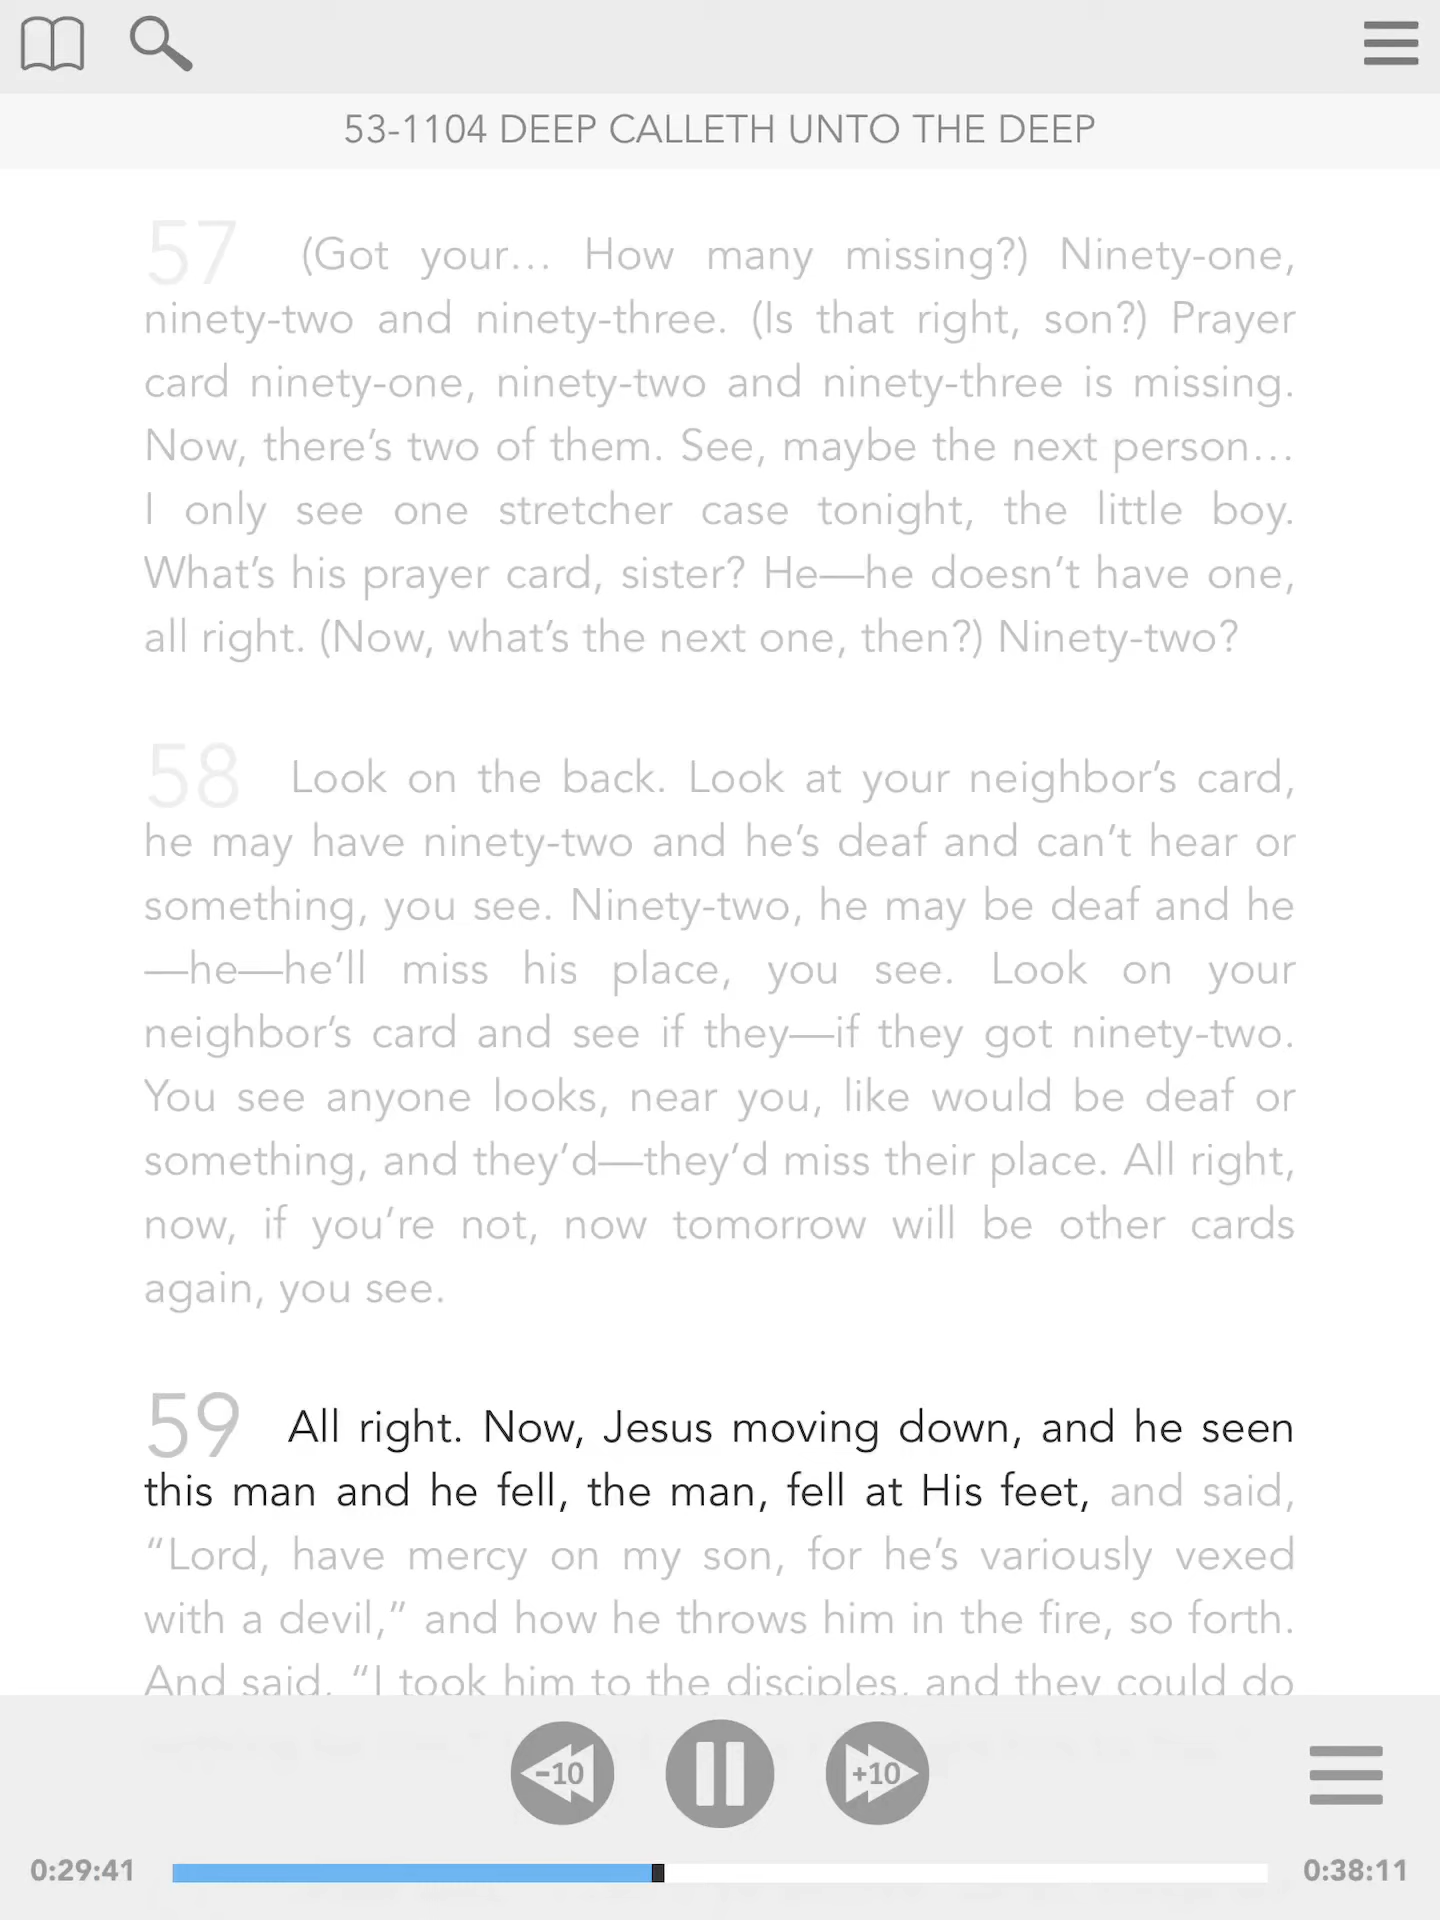 53-1104 DEEP CALLETH UNTO THE DEEP
57 (Got your… How many missing?) Ninety-one,
ninety-two and ninety-three. (Is that right, son?) Prayer
card ninety-one, ninety-two and ninety-three is missing.
Now, there’s two of them. See, maybe the next person…
I only see one stretcher case tonight, the little boy.
What’s his prayer card, sister? He—he doesn’t have one,
all right. (Now, what’s the next one, then?) Ninety-two?
58 Look on the back. Look at your neighbor’s card,
he may have ninety-two and he’s deaf and can’t hear or
something, you see. Ninety-two, he may be deaf and he
—he—he’ll miss his place, you see. Look on your
neighbor’s card and see if they—if they got ninety-two.
You see anyone looks, near you, like would be deaf or
something, and they’d—they’d miss their place. All right,
now, if you’re not, now tomorrow will be other cards
again, you see.
59 All right. Now, Jesus moving down, and he seen
this man and he fell, the man, fell at His feet, and said,
“Lord, have mercy on my son, for he’s variously vexed
with a devil,” and how he throws him in the fire, so forth.
And said, “I took him to the disciples, and they could do
-10 +10
0:29:41 0:38:11